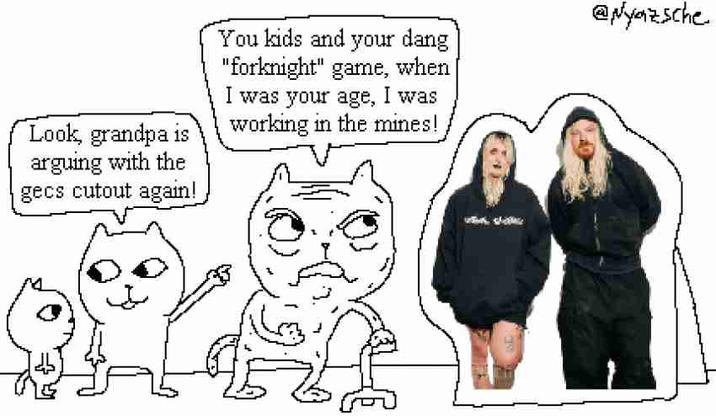 @Nyazsche
You kids and your dang
"forknight" game, when
I was your age, I was
working in the mines!
Look, grandpa is
arguing with the
gecs cutout again!